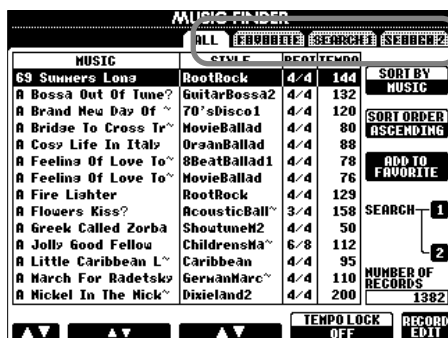 MUSIC FINDER
ALL FAVORITE SEARCH1 SEARCH2
MUSIC STYLE BEAT TEMPO
69 Summers Long RootRock 4/4 144
A Bossa Out Of Tune? GuitarBossa2 4/4 132
A Brand New Day Of ~ 70'sDisco1 4/4 120
A Bridge To Cross Tr~ MovieBallad 4/4 80
A Cosy Life In Italy OrganBallad 4/4 88
A Feeling Of Love To~ 8BeatBallad1 4/4 78
A Feeling Of Love To~ MovieBallad 4/4 76
A Fire Lighter RootRock 4/4 129
A Flowers Kiss? AcousticBall~ 3/4 158
A Greek Called Zorba ShowtuneM2 4/4 50
A Jolly Good Fellow ChildrensMa~ 6/8 112
A Little Caribbean L~ Caribbean 4/4 95
A March For Radetsky GermanMarc~ 4/4 110
A Nickel In The Nick~ Dixieland2 4/4 200
SORT BY
MUSIC
SORT ORDER
ASCENDING
ADD TO
FAVORITE
SEARCH 1
2
NUMBER OF
RECORDS
1382
TEMPO LOCK
OFF
RECORD
EDIT